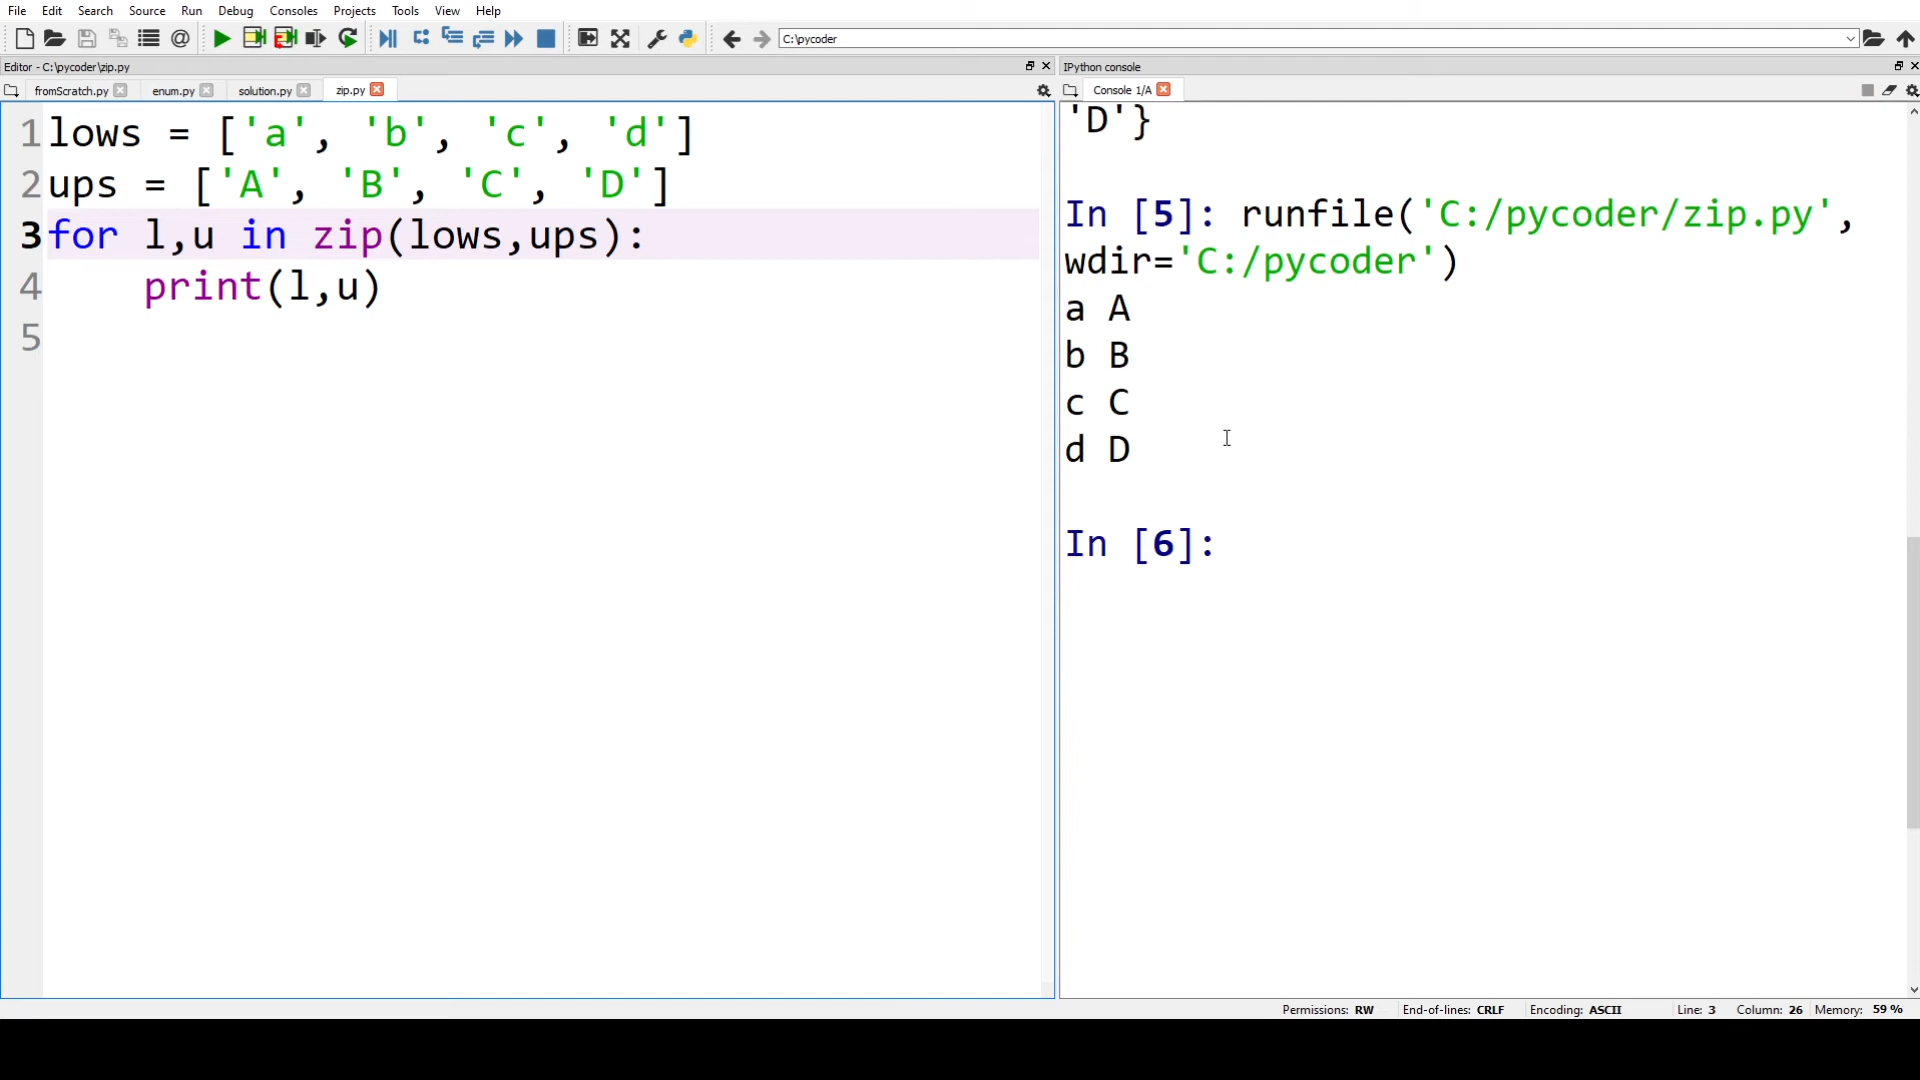 File Edit Search Source Run Debug Consoles Projects Tools View Help
C:\pycoder
Editor - C:\pycoder\zip.py
fromScratch.py enum.py solution.py zip.py
1 lows = ['a', 'b', 'c', 'd']
2 ups = ['A', 'B', 'C', 'D']
3 for l,u in zip(lows,ups):
4     print(l,u)
5
IPython console
Console 1/A
'D'}
In [5]: runfile('C:/pycoder/zip.py',
wdir='C:/pycoder')
a A
b B
c C
d D
In [6]:
Permissions: RW End-of-lines: CRLF Encoding: ASCII Line: 3 Column: 26 Memory: 59 %